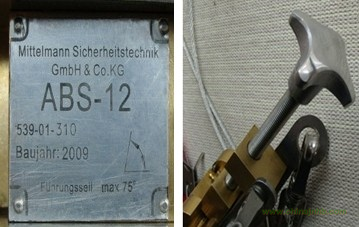 Mittelmann Sicherheitstechnik
GmbH & Co.KG
ABS-12
539-01-310
Baujahr: 2009
Führungsseil max 75°